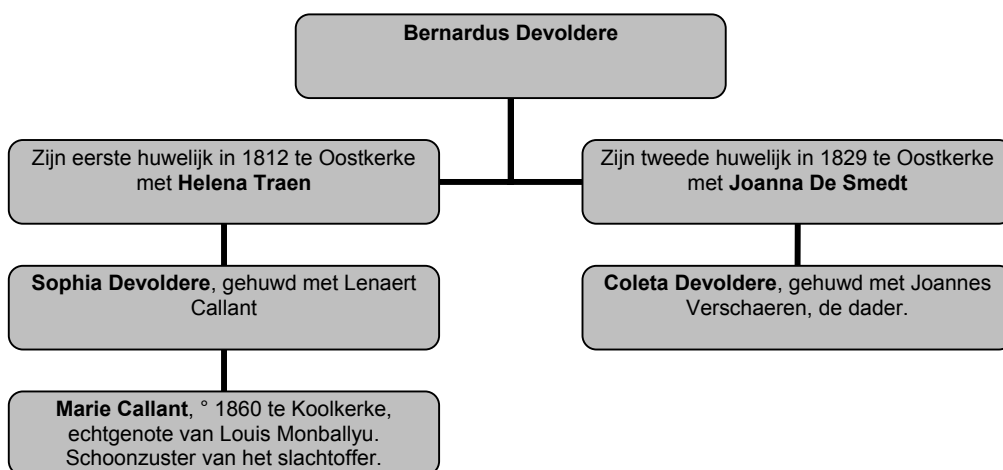 Bernardus Devoldere
Zijn eerste huwelijk in 1812 te Oostkerke
met Helena Traen
Zijn tweede huwelijk in 1829 te Oostkerke
met Joanna De Smedt
Sophia Devoldere, gehuwd met Lenaert
Callant
Coleta Devoldere, gehuwd met Joannes
Verschaeren, de dader.
Marie Callant, ° 1860 te Koolkerke,
echtgenote van Louis Monballyu.
Schoonzuster van het slachtoffer.